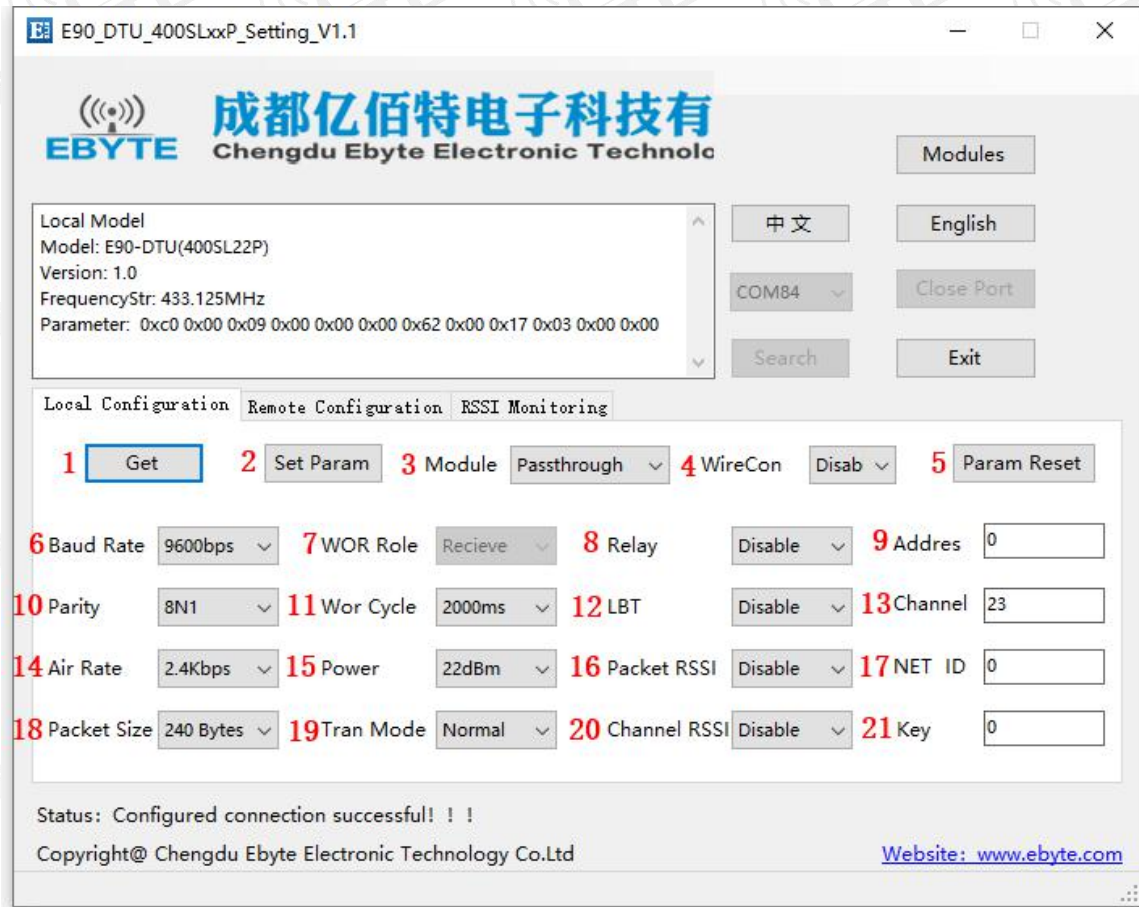 E90_DTU_400SLxxP_Setting_V1.1
EBYTE
成都亿佰特电子科技有
Chengdu Ebyte Electronic Technolo
Modules
Local Model
Model: E90-DTU(400SL22P)
Version: 1.0
FrequencyStr: 433.125MHz
Parameter: 0xc0 0x00 0x09 0x00 0x00 0x00 0x62 0x00 0x17 0x03 0x00 0x00
中 文
English
COM84
Close Port
Search
Exit
Local Configuration Remote Configuration RSSI Monitoring
1 Get 2 Set Param 3 Module Passthrough 4 WireCon Disab 5 Param Reset
6 Baud Rate 9600bps 7 WOR Role Recieve 8 Relay Disable 9 Addres 0
10 Parity 8N1 11 Wor Cycle 2000ms 12 LBT Disable 13 Channel 23
14 Air Rate 2.4Kbps 15 Power 22dBm 16 Packet RSSI Disable 17 NET ID 0
18 Packet Size 240 Bytes 19 Tran Mode Normal 20 Channel RSSI Disable 21 Key 0
Status: Configured connection successful! ! !
Copyright@ Chengdu Ebyte Electronic Technology Co.Ltd
Website: www.ebyte.com